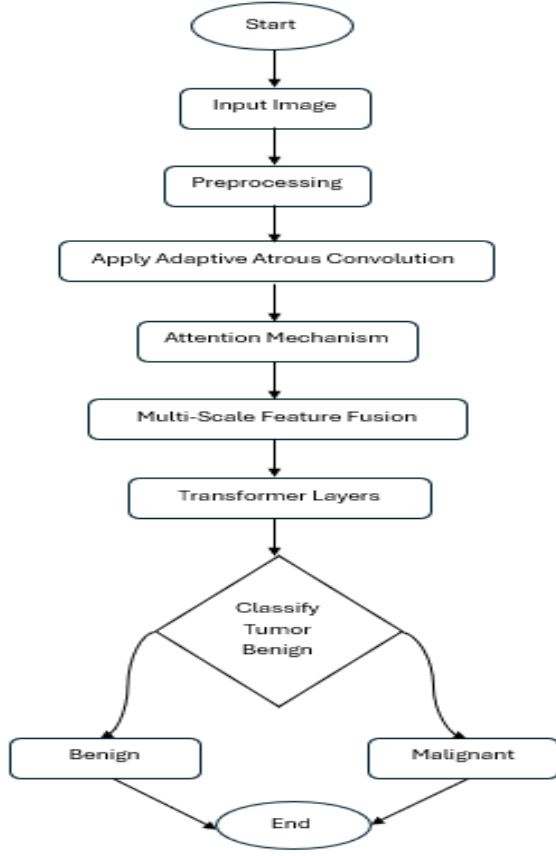 Start
Input Image
Preprocessing
Apply Adaptive Atrous Convolution
Attention Mechanism
Multi-Scale Feature Fusion
Transformer Layers
Classify
Tumor
Benign
Benign
Malignant
End